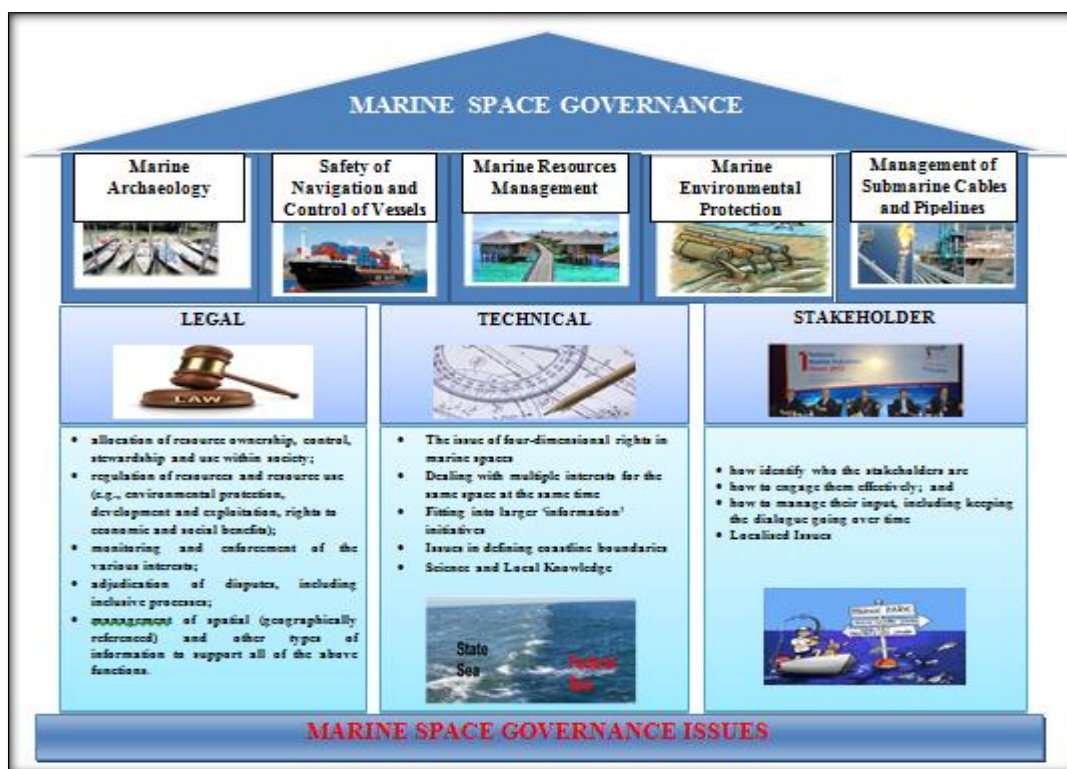 MARINE SPACE GOVERNANCE
Marine
Archaeology
Safety of
Navigation and
Control of Vessels
Marine Resources
Management
Marine
Environmental
Protection
Management of
Submarine Cables
and Pipelines
LEGAL
LAW
• allocation of resource ownership, control,
stewardship and use within society;
• regulation of resources and resource use
(e.g., environmental protection,
development and exploitation, rights to
economic and social benefits);
• monitoring and enforcement of the
various interests;
• adjudication of disputes, including
inclusive processes;
• management of spatial (geographically
referenced) and other types of
information to support all of the above
functions.
TECHNICAL
• The issue of four-dimensional rights in
marine spaces
• Dealing with multiple interests for the
same space at the same time
• Fitting into larger ‘information’
initiatives
• Issues in defining coastline boundaries
• Science and Local Knowledge
State
Sea
Federal
Sea
STAKEHOLDER
• how identify who the stakeholders are
• how to engage them effectively; and
• how to manage their input, including keeping
the dialogue going over time
• Localised Issues
MARINE SPACE GOVERNANCE ISSUES